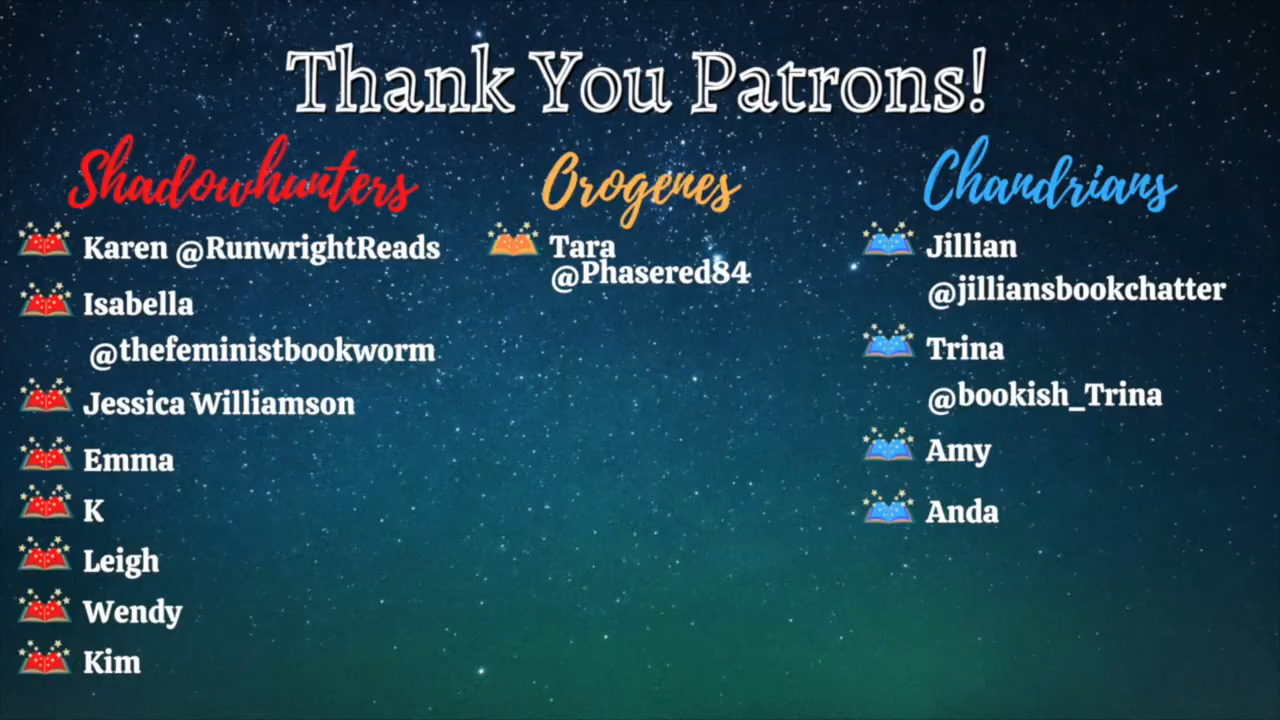 Thank You Patrons!
Shadowhunters
Karen @RunwrightReads
Isabella
@thefeministbookworm
Jessica Williamson
Emma
K
Leigh
Wendy
Kim
Orogenes
Tara
@Phasered84
Chandrians
Jillian
@jilliansbookchatter
Trina
@bookish_Trina
Amy
Anda